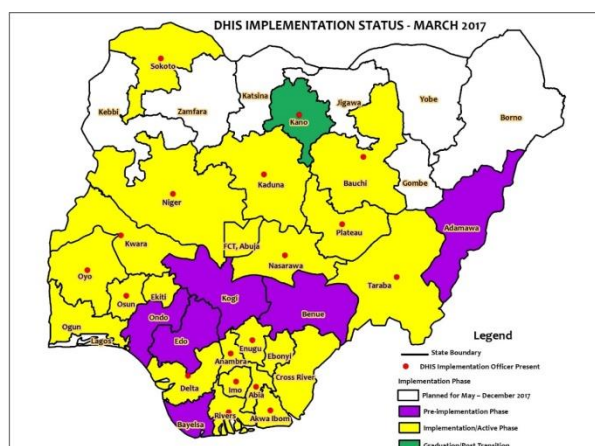 DHIS IMPLEMENTATION STATUS - MARCH 2017
Sokoto
Katsina
Kebbi
Zamfara
Jigawa
Yobe
Borno
Kano
Kaduna
Bauchi
Gombe
Niger
Adamawa
Plateau
FCT, Abuja
Kwara
Nasarawa
Taraba
Oyo
Osun
Ekiti
Kogi
Benue
Ondo
Edo
Ogun
Lagos
Enugu
Anambra
Ebonyi
Cross River
Delta
Imo
Abia
Bayelsa
Rivers
Akwa Ibom
Legend
State Boundary
DHIS Implementation Officer Present
Implementation Phase
Planned for May – December 2017
Pre-Implementation Phase
Implementation/Active Phase
Graduation/Post Transition